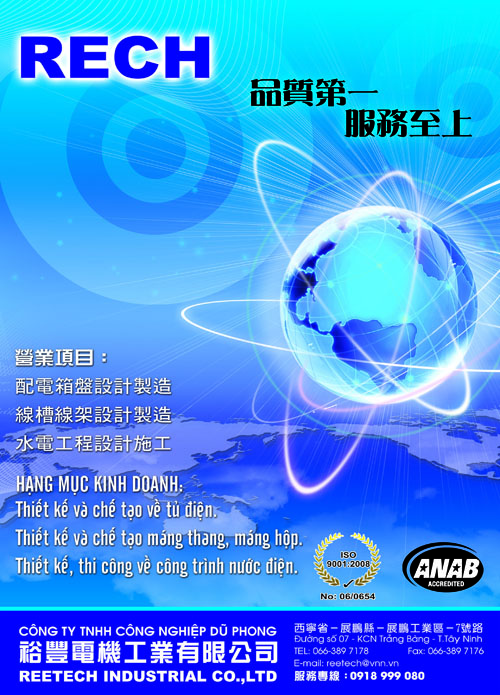 RECH
品質第一
服務至上
營業項目：
配電箱盤設計製造
線槽線架設計製造
水電工程設計施工
HẠNG MỤC KINH DOANH:
Thiết kế và chế tạo về tủ điện.
Thiết kế và chế tạo máng thang, máng hộp.
Thiết kế, thi công về công trình nước điện.
ISO
9001:2008
No: 06/0654
ANAB
ACCREDITED
CÔNG TY TNHH CÔNG NGHIỆP DŨ PHONG
裕豐電機工業有限公司
REETECH INDUSTRIAL CO.,LTD
西寧省－展鵬縣－展鵬工業區－7號路
Đường số 07 - KCN Trảng Bàng - T.Tây Ninh
TEL: 066-389 7178 Fax: 066-389 7176
E-mail: reetech@vnn.vn
服務專線：0918 999 080